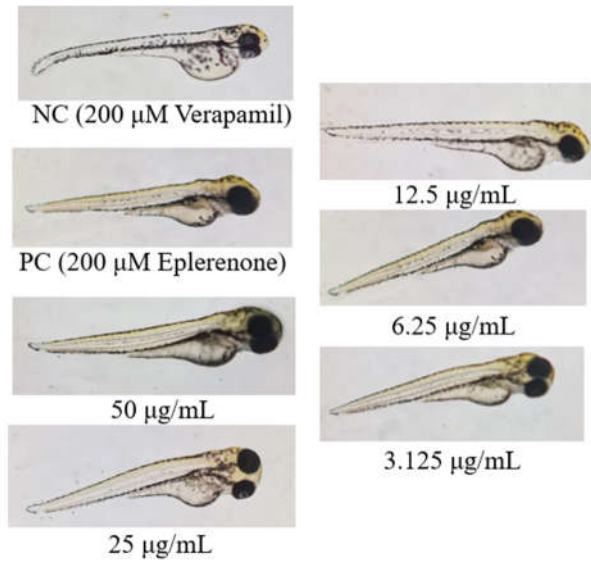 NC (200 μM Verapamil)
PC (200 μM Eplerenone)
50 μg/mL
25 μg/mL
12.5 μg/mL
6.25 μg/mL
3.125 μg/mL